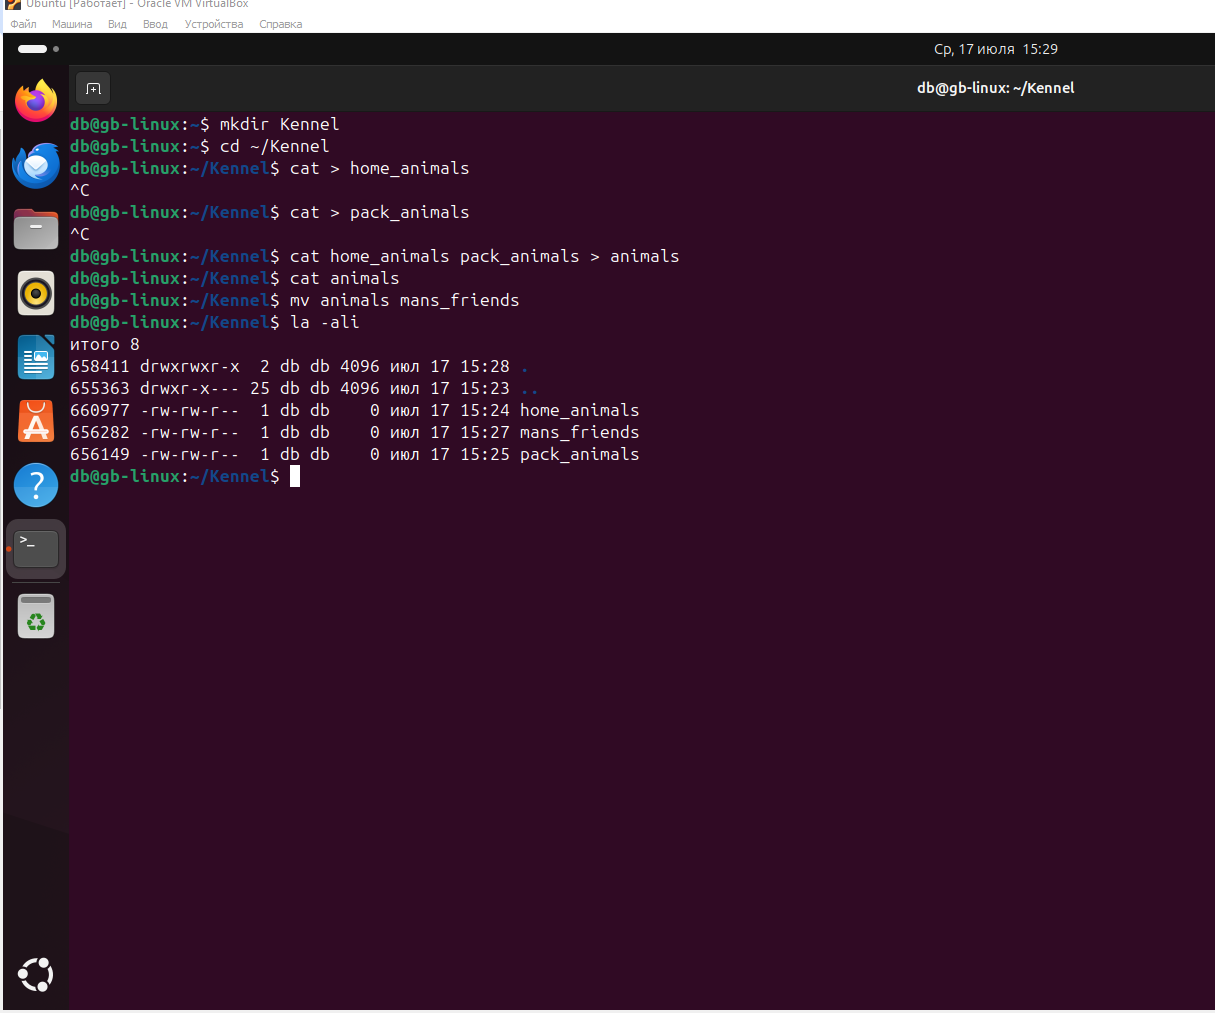 Ubuntu [Работает] - Oracle VM VirtualBox
Файл Машина Вид Ввод Устройства Справка
Ср, 17 июля 15:29
db@gb-linux: ~/Kennel
db@gb-linux:~$ mkdir Kennel
db@gb-linux:~$ cd ~/Kennel
db@gb-linux:~/Kennel$ cat > home_animals
^C
db@gb-linux:~/Kennel$ cat > pack_animals
^C
db@gb-linux:~/Kennel$ cat home_animals pack_animals > animals
db@gb-linux:~/Kennel$ cat animals
db@gb-linux:~/Kennel$ mv animals mans_friends
db@gb-linux:~/Kennel$ la -ali
итого 8
658411 drwxrwxr-x  2 db db 4096 июл 17 15:28 .
655363 drwxr-x--- 25 db db 4096 июл 17 15:23 ..
660977 -rw-rw-r--  1 db db    0 июл 17 15:24 home_animals
656282 -rw-rw-r--  1 db db    0 июл 17 15:27 mans_friends
656149 -rw-rw-r--  1 db db    0 июл 17 15:25 pack_animals
db@gb-linux:~/Kennel$